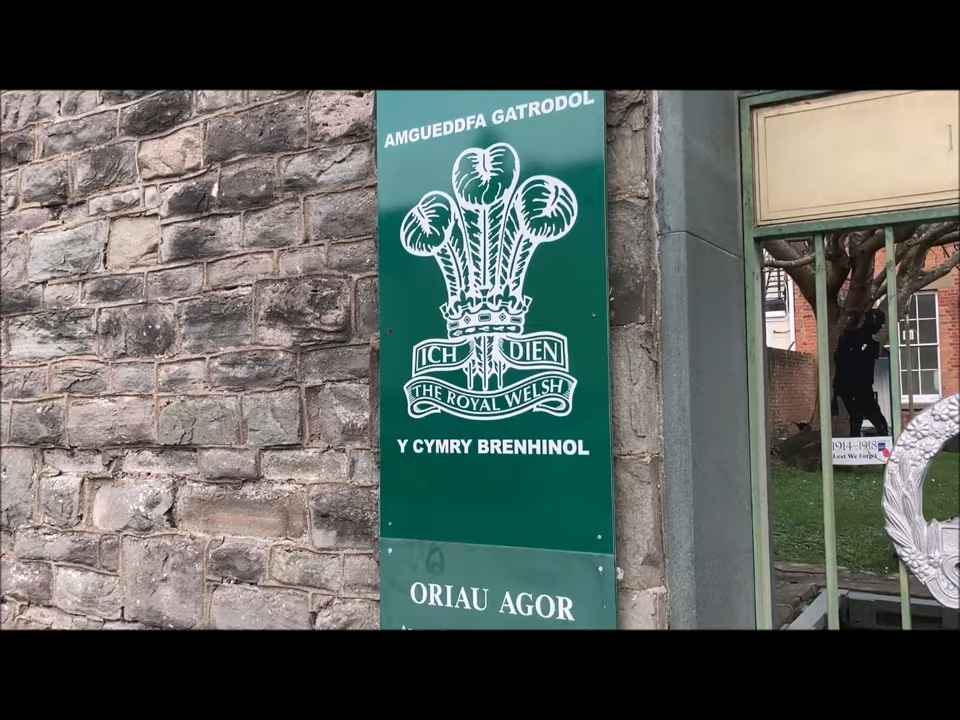 AMGUEDDFA GATRODOL
ICH DIEN
THE ROYAL WELSH
Y CYMRY BRENHINOL
ORIAU AGOR
1914-1918
Lest We Forget